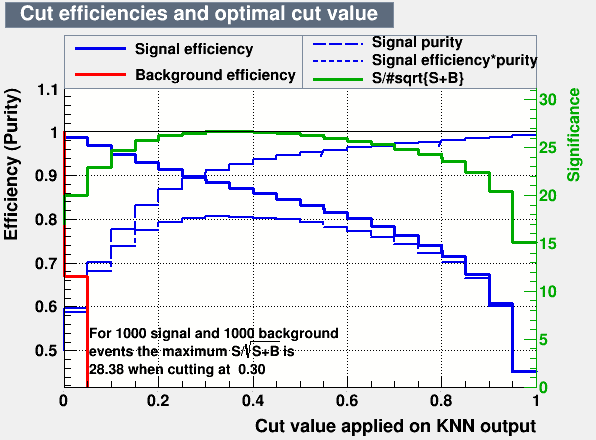 Cut efficiencies and optimal cut value
Signal efficiency
Background efficiency
Signal purity
Signal efficiency*purity
S/#sqrt{S+B}
Efficiency (Purity)
1.1
1
0.9
0.8
0.7
0.6
0.5
Significance
30
25
20
15
10
5
0
For 1000 signal and 1000 background
events the maximum S/√S+B is
28.38 when cutting at 0.30
0 0.2 0.4 0.6 0.8 1
Cut value applied on KNN output